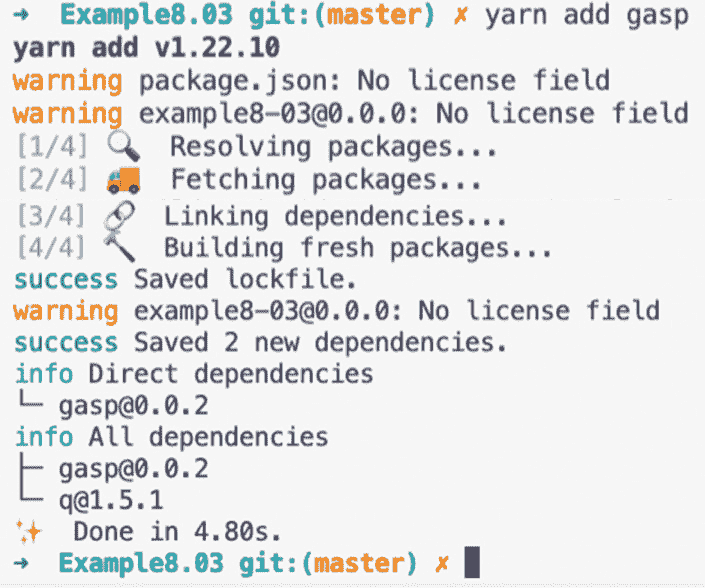 → Example8.03 git:(master) ✗ yarn add gasp
yarn add v1.22.10
warning package.json: No license field
warning example8-03@0.0.0: No license field
[1/4] 🔍 Resolving packages...
[2/4] 🚚 Fetching packages...
[3/4] 🔗 Linking dependencies...
[4/4] 🔨 Building fresh packages...
success Saved lockfile.
warning example8-03@0.0.0: No license field
success Saved 2 new dependencies.
info Direct dependencies
└─ gasp@0.0.2
info All dependencies
├─ gasp@0.0.2
└─ q@1.5.1
✨ Done in 4.80s.
→ Example8.03 git:(master) ✗